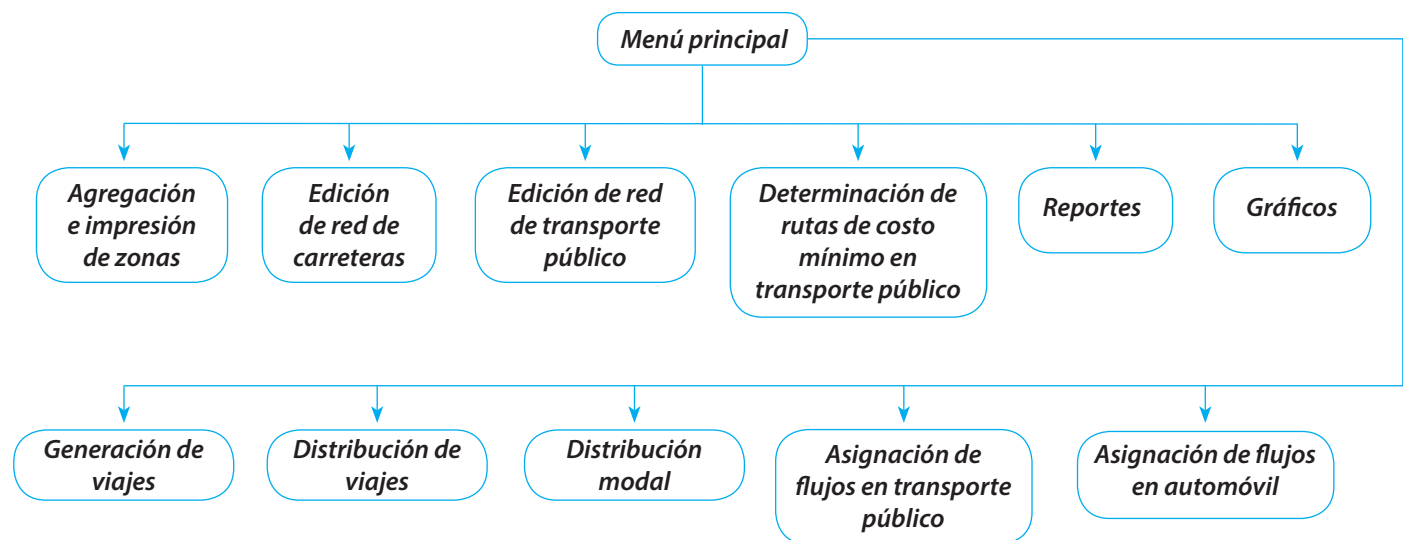 Menú principal
Agregación
e impresión
de zonas
Edición
de red de
carreteras
Edición de red
de transporte
público
Determinación de
rutas de costo
mínimo en
transporte público
Reportes
Gráficos
Generación de
viajes
Distribución de
viajes
Distribución
modal
Asignación de
flujos en transporte
público
Asignación de flujos
en automóvil